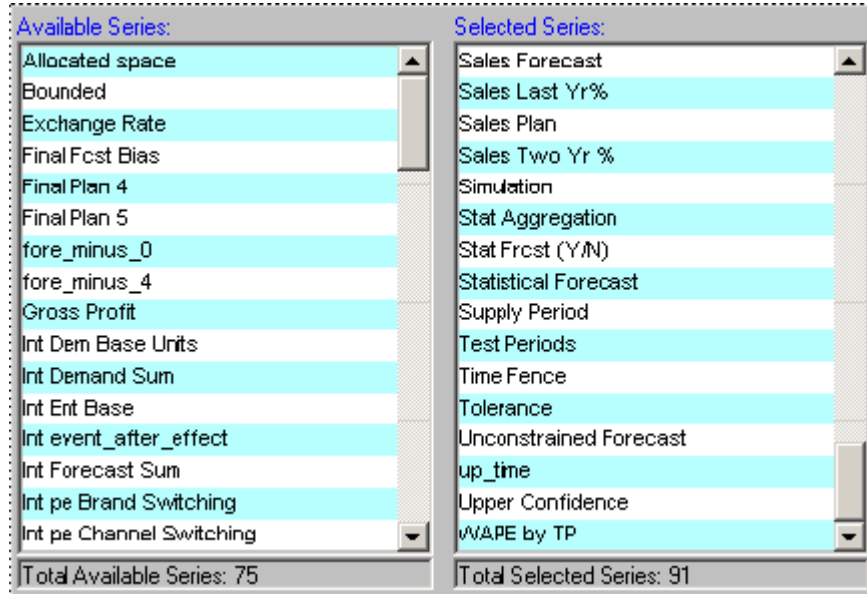 Available Series:
Allocated space
Bounded
Exchange Rate
Final Fcst Bias
Final Plan 4
Final Plan 5
fore_minus_0
fore_minus_4
Gross Profit
Int Dem Base Units
Int Demand Sum
Int Ent Base
Int event_after_effect
Int Forecast Sum
Int pe Brand Switching
Int pe Channel Switching
Total Available Series: 75
Selected Series:
Sales Forecast
Sales Last Yr%
Sales Plan
Sales Two Yr %
Simulation
Stat Aggregation
Stat Frcst (Y/N)
Statistical Forecast
Supply Period
Test Periods
Time Fence
Tolerance
Unconstrained Forecast
up_time
Upper Confidence
WAPE by TP
Total Selected Series: 91